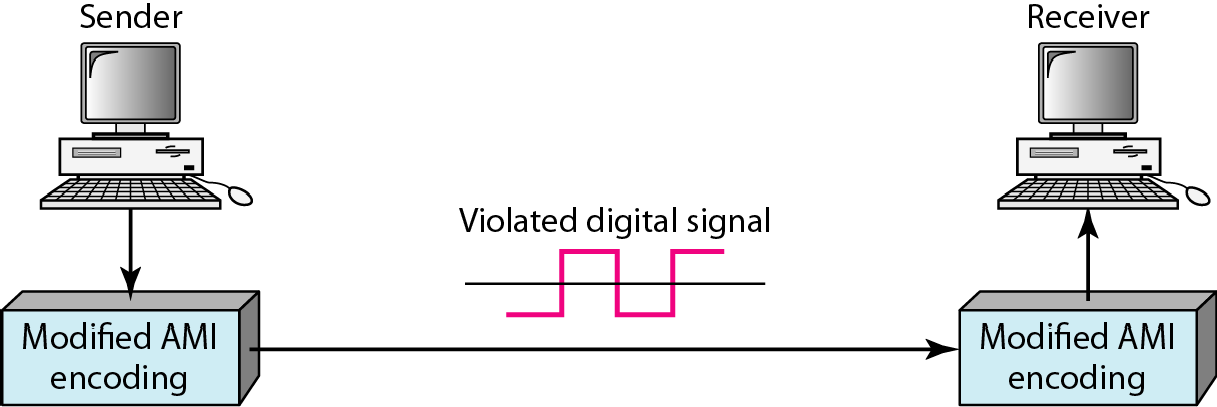 Sender
Receiver
Violated digital signal
Modified AMI
encoding
Modified AMI
encoding